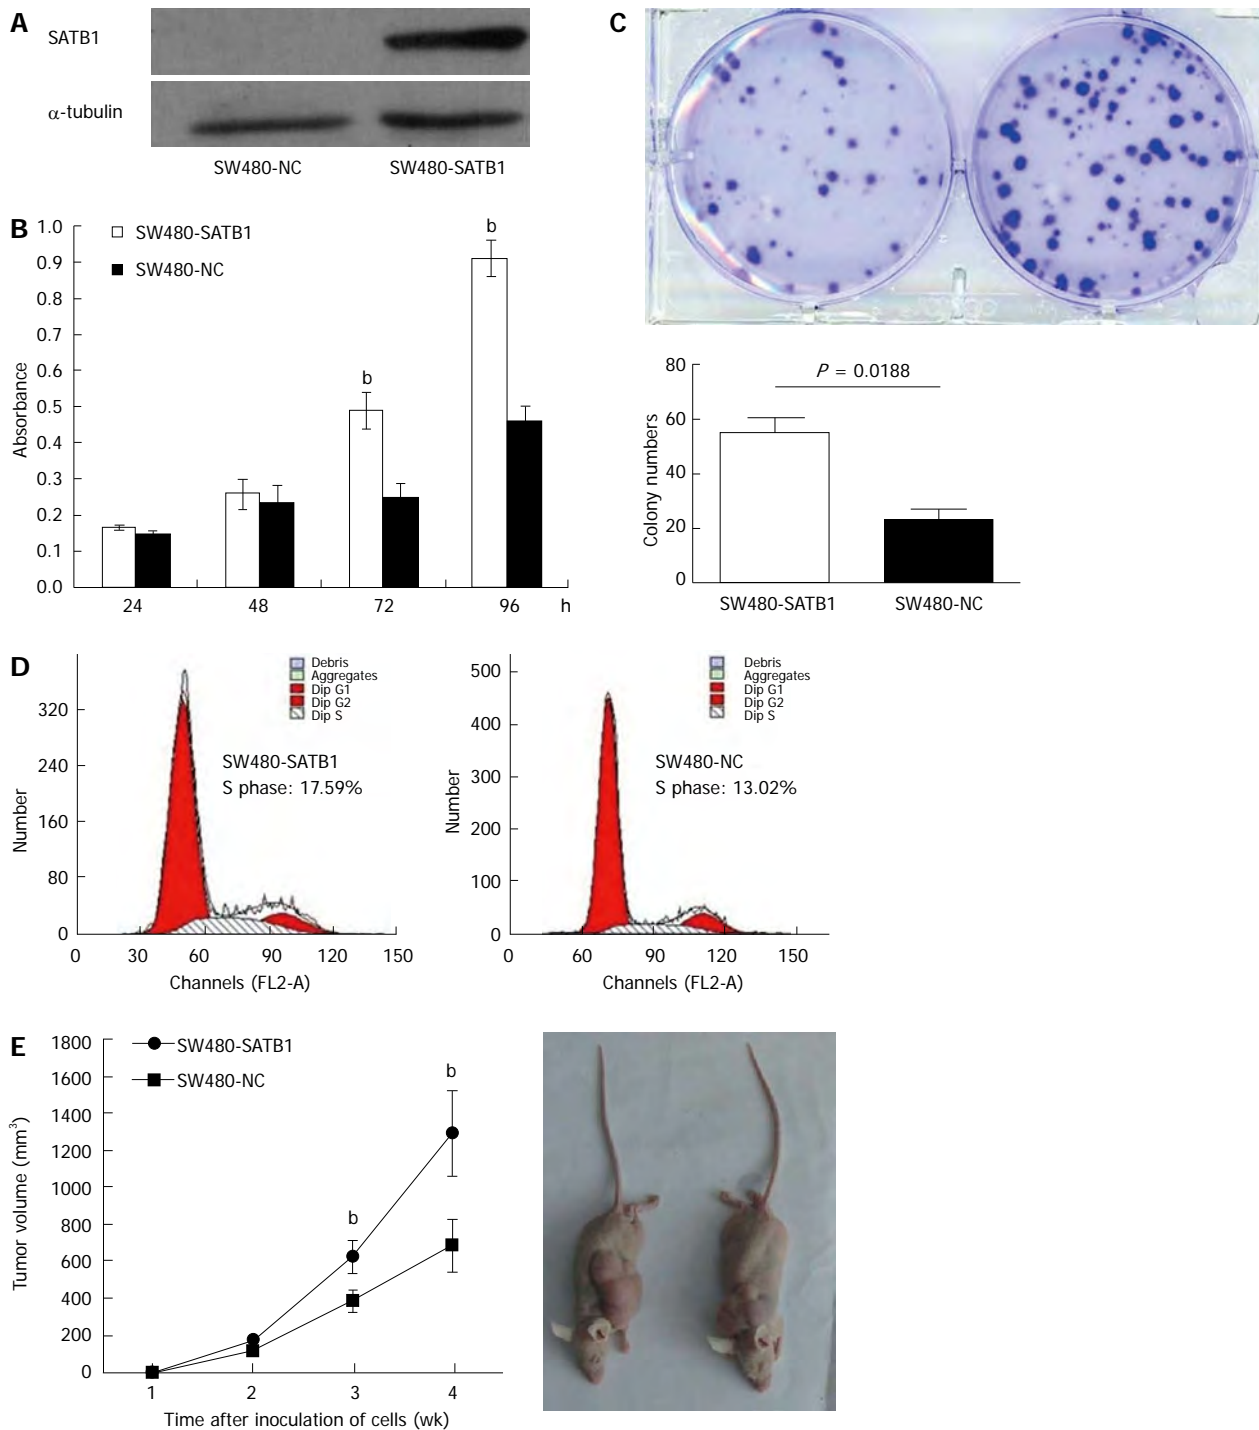 A
SATB1
α-tubulin
SW480-NC SW480-SATB1
B
1.0
0.9
0.8
0.7
0.6
0.5
0.4
0.3
0.2
0.1
0.0
Absorbance
SW480-SATB1
SW480-NC
b
b
24 48 72 96 h
C
80
60
40
20
0
Colony numbers
P = 0.0188
SW480-SATB1 SW480-NC
D
320
240
160
80
0
Number
Debris
Aggregates
Dip G1
Dip G2
Dip S
SW480-SATB1
S phase: 17.59%
0 30 60 90 120 150
Channels (FL2-A)
500
400
300
200
100
0
Number
Debris
Aggregates
Dip G1
Dip G2
Dip S
SW480-NC
S phase: 13.02%
0 60 90 120 150
Channels (FL2-A)
E
1800
1600
1400
1200
1000
800
600
400
200
0
Tumor volume (mm³)
SW480-SATB1
SW480-NC
b
b
1 2 3 4
Time after inoculation of cells (wk)